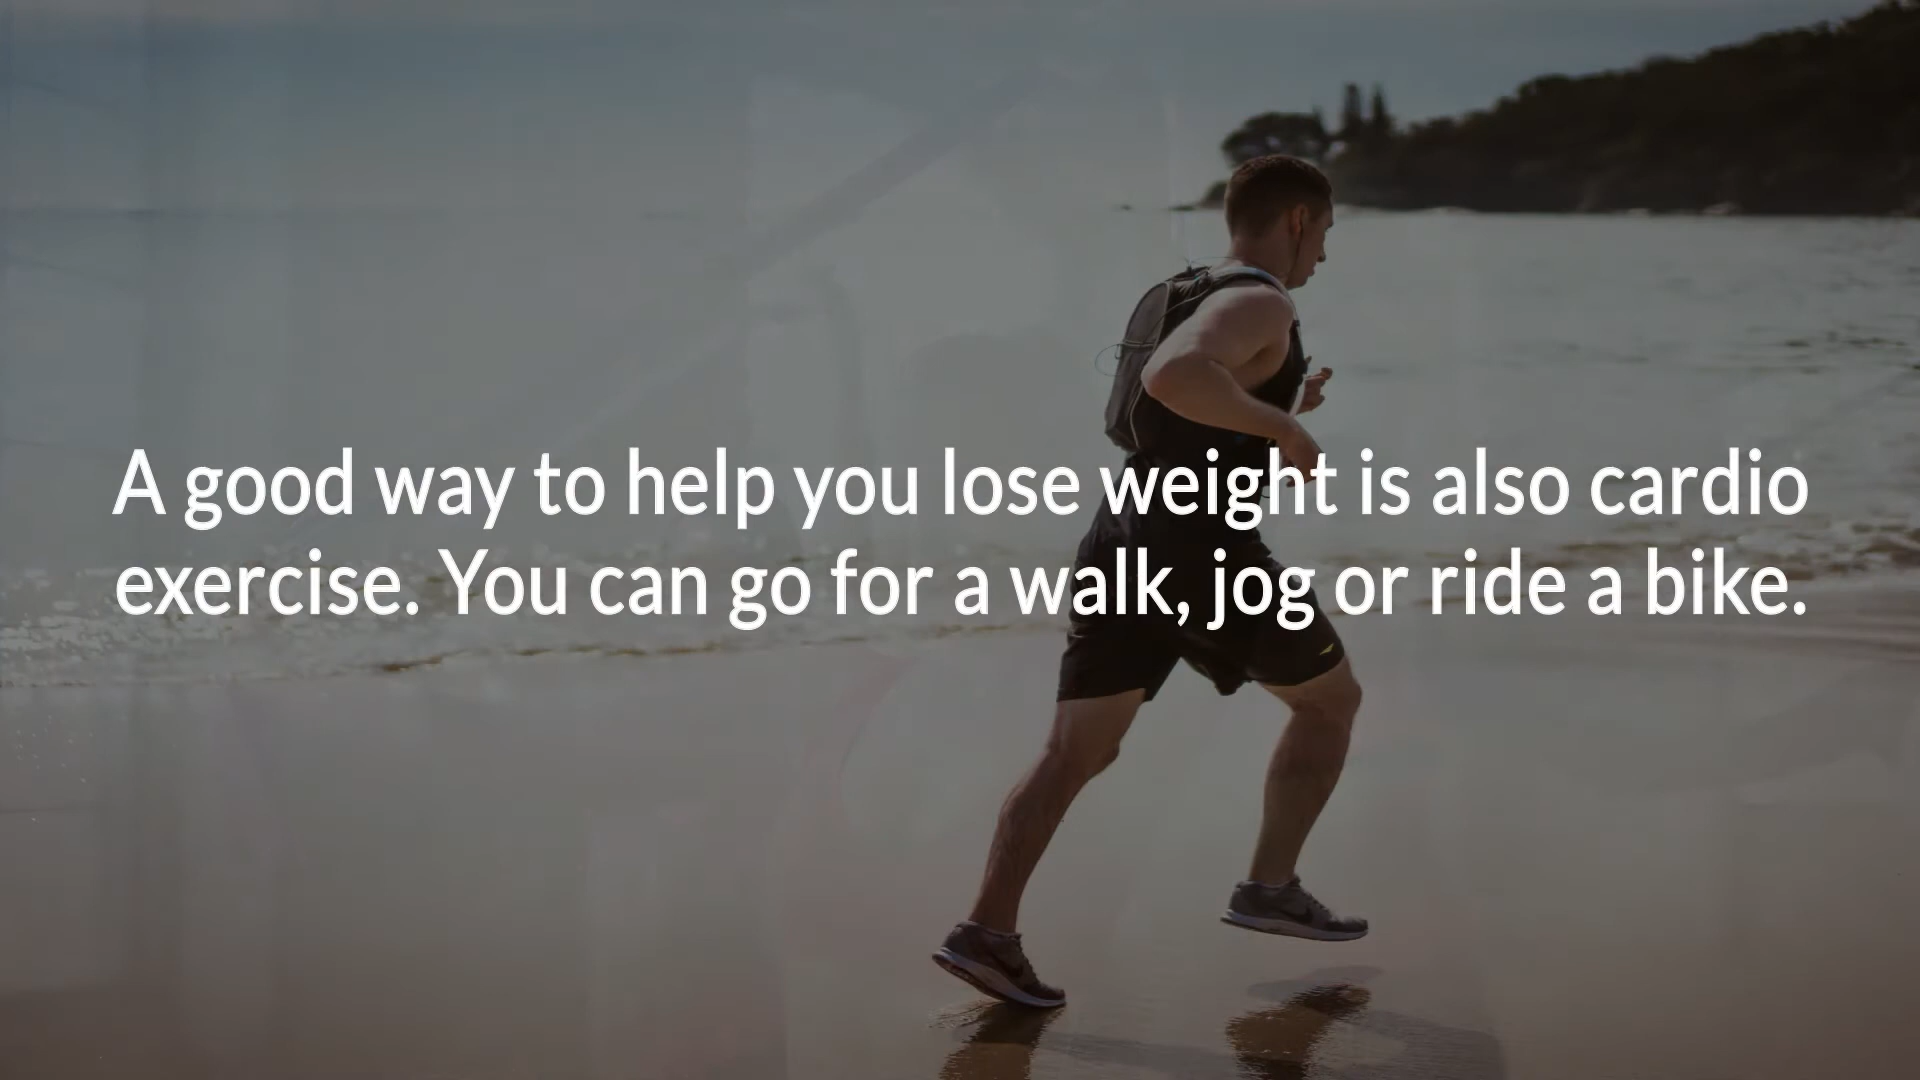 A good way to help you lose weight is also cardio
exercise. You can go for a walk, jog or ride a bike.